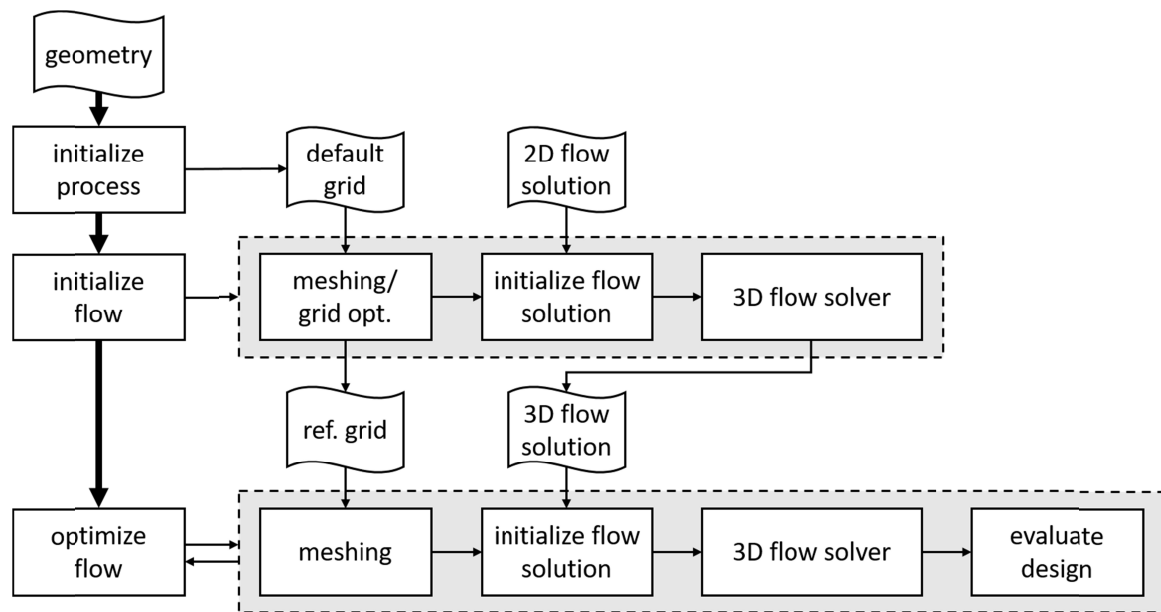 geometry
initialize
process
default
grid
2D flow
solution
initialize
flow
meshing/
grid opt.
initialize flow
solution
3D flow solver
ref. grid
3D flow
solution
optimize
flow
meshing
initialize flow
solution
3D flow solver
evaluate
design